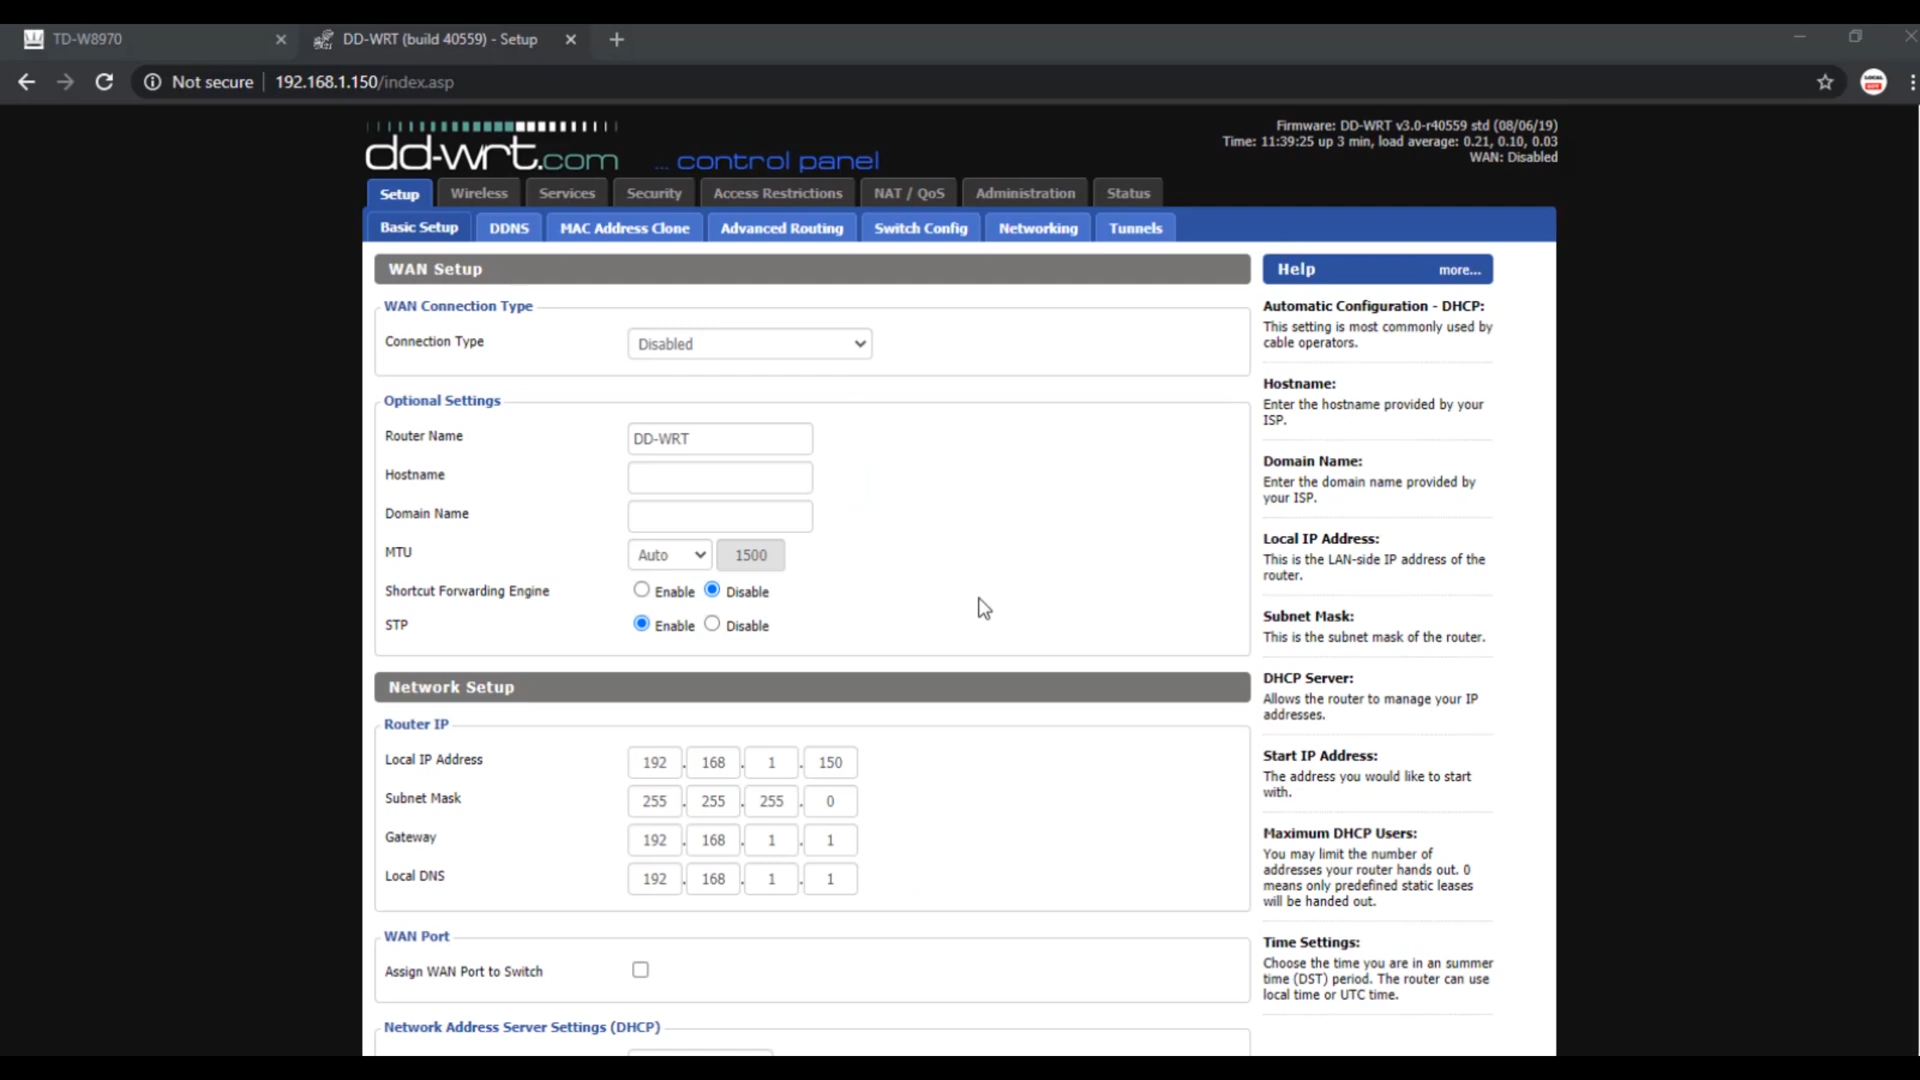 TD-W8970
DD-WRT (build 40559) - Setup
Not secure
192.168.1.150/index.asp
dd-wrt.com ... control panel
Firmware: DD-WRT v3.0-r40559 std (08/06/19)
Time: 11:39:25 up 3 min, load average: 0.21, 0.10, 0.03
WAN: Disabled
Setup Wireless Services Security Access Restrictions NAT / QoS Administration Status
Basic Setup DDNS MAC Address Clone Advanced Routing Switch Config Networking Tunnels
WAN Setup
WAN Connection Type
Connection Type Disabled
Optional Settings
Router Name DD-WRT
Hostname
Domain Name
MTU Auto 1500
Shortcut Forwarding Engine Enable Disable
STP Enable Disable
Network Setup
Router IP
Local IP Address 192 . 168 . 1 . 150
Subnet Mask 255 . 255 . 255 . 0
Gateway 192 . 168 . 1 . 1
Local DNS 192 . 168 . 1 . 1
WAN Port
Assign WAN Port to Switch
Network Address Server Settings (DHCP)
Help more...
Automatic Configuration - DHCP:
This setting is most commonly used by
cable operators.
Hostname:
Enter the hostname provided by your
ISP.
Domain Name:
Enter the domain name provided by
your ISP.
Local IP Address:
This is the LAN-side IP address of the
router.
Subnet Mask:
This is the subnet mask of the router.
DHCP Server:
Allows the router to manage your IP
addresses.
Start IP Address:
The address you would like to start
with.
Maximum DHCP Users:
You may limit the number of
addresses your router hands out. 0
means only predefined static leases
will be handed out.
Time Settings:
Choose the time you are in an summer
time (DST) period. The router can use
local time or UTC time.